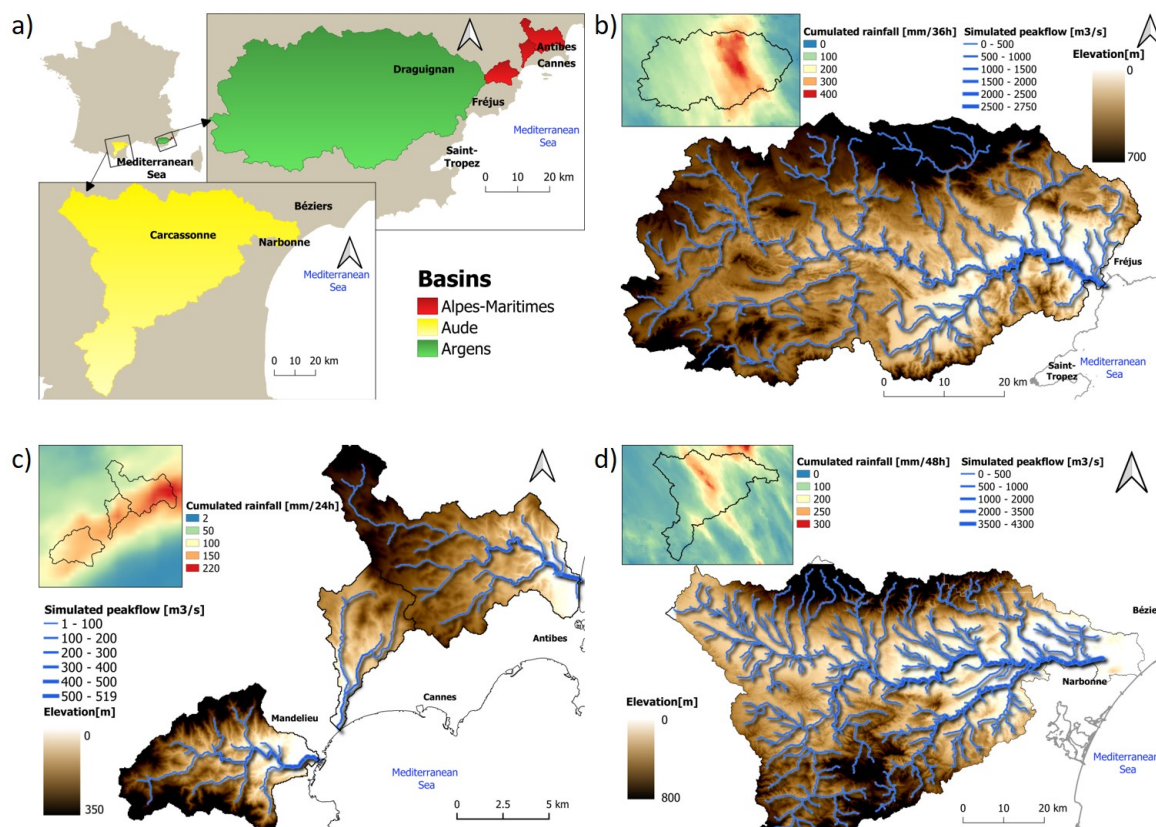 a)
Antibes
Cannes
Draguignan
Fréjus
Mediterranean
Sea
Saint-
Tropez
0 10 20 km
Mediterranean
Sea
Béziers
Carcassonne
Narbonne
Mediterranean
Sea
0 10 20 km
Basins
Alpes-Maritimes
Aude
Argens
b)
Cumulated rainfall [mm/36h]
0
100
200
300
400
Simulated peakflow [m3/s]
0 - 500
500 - 1000
1000 - 1500
1500 - 2000
2000 - 2500
2500 - 2750
Elevation[m]
0
700
Fréjus
Saint-
Tropez
Mediterranean
Sea
0 10 20 km
c)
Cumulated rainfall [mm/24h]
2
50
100
150
220
Simulated peakflow [m3/s]
1 - 100
100 - 200
200 - 300
300 - 400
400 - 500
500 - 519
Elevation[m]
0
350
Antibes
Cannes
Mandelieu
Mediterranean
Sea
0 2.5 5 km
d)
Cumulated rainfall [mm/48h]
0
100
200
250
300
Simulated peakflow [m3/s]
0 - 500
500 - 1000
1000 - 2000
2000 - 3500
3500 - 4300
Bézier
Narbonne
Elevation[m]
0
800
Mediterranean
Sea
0 10 20 km